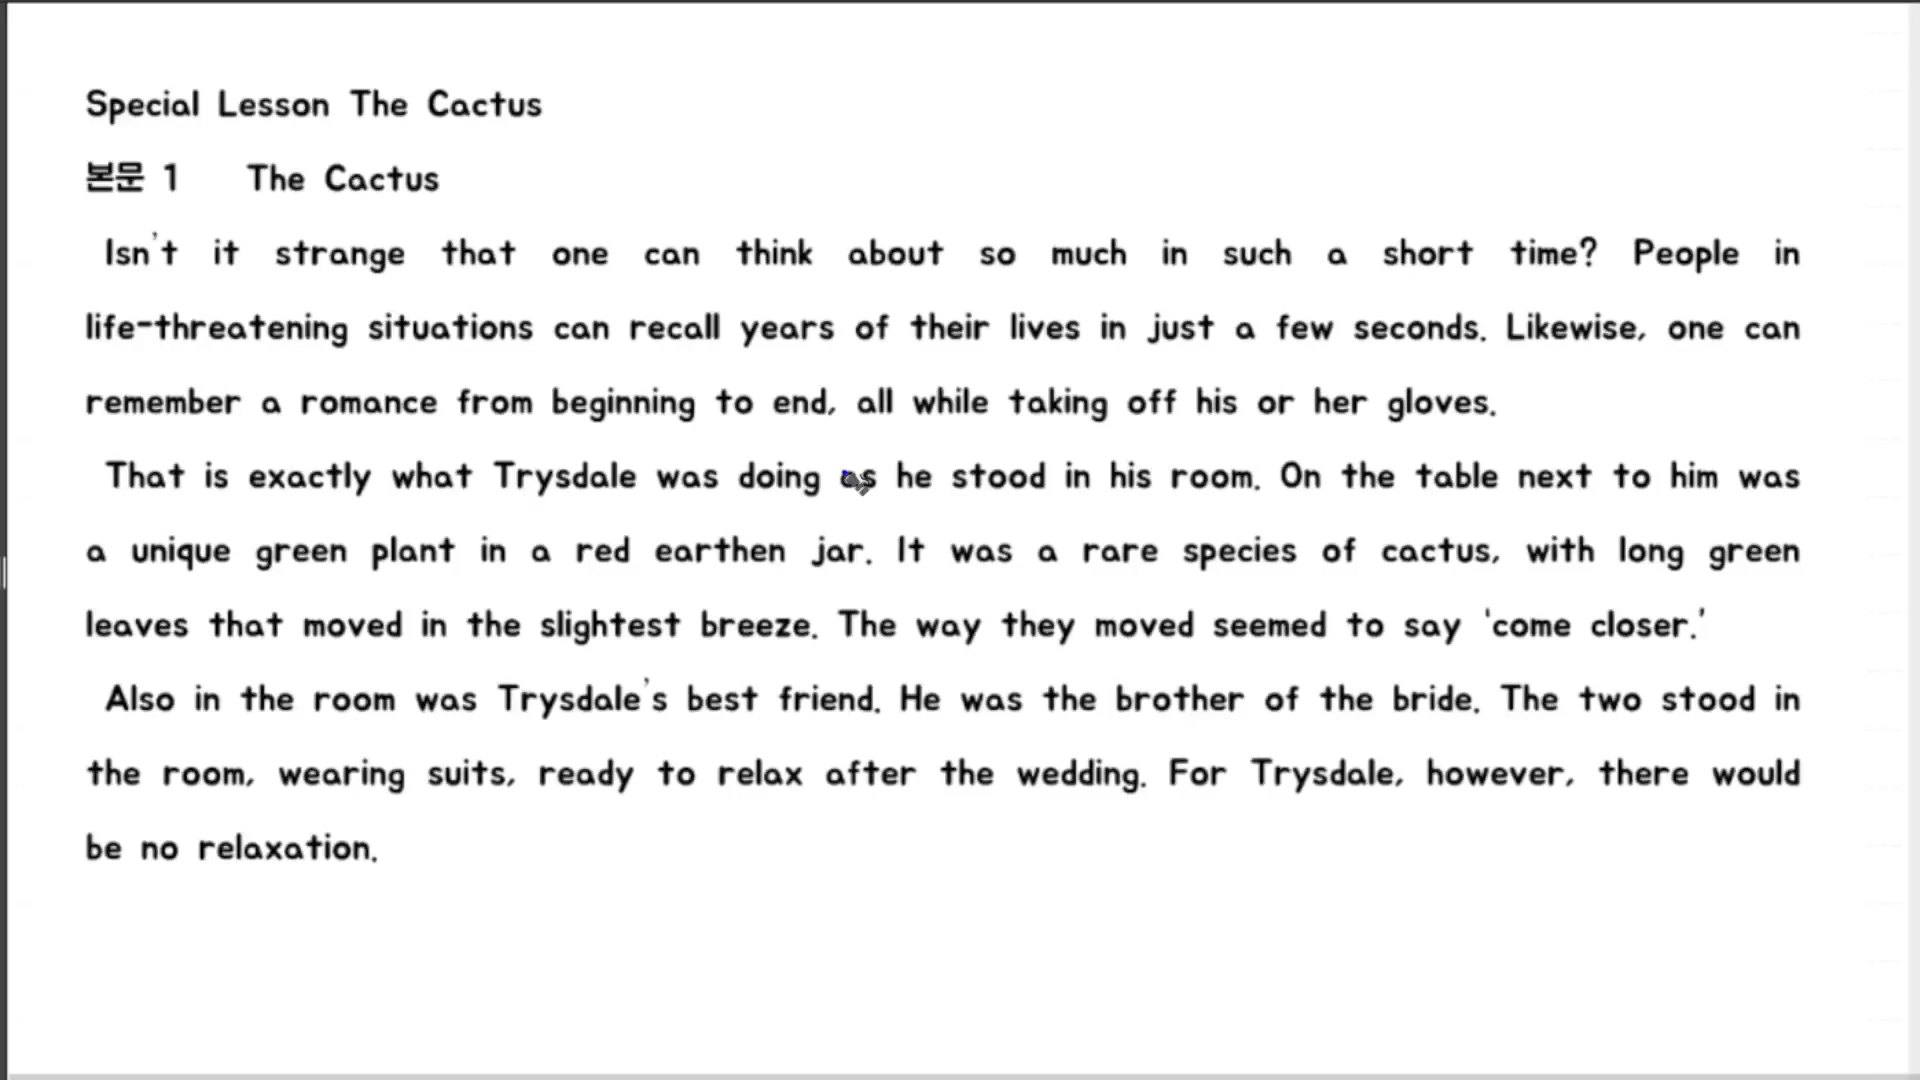 Special Lesson The Cactus
본문 1 The Cactus
Isn't it strange that one can think about so much in such a short time? People in
life-threatening situations can recall years of their lives in just a few seconds. Likewise, one can
remember a romance from beginning to end, all while taking off his or her gloves.
That is exactly what Trysdale was doing as he stood in his room. On the table next to him was
a unique green plant in a red earthen jar. It was a rare species of cactus, with long green
leaves that moved in the slightest breeze. The way they moved seemed to say 'come closer.'
Also in the room was Trysdale's best friend. He was the brother of the bride. The two stood in
the room, wearing suits, ready to relax after the wedding. For Trysdale, however, there would
be no relaxation.